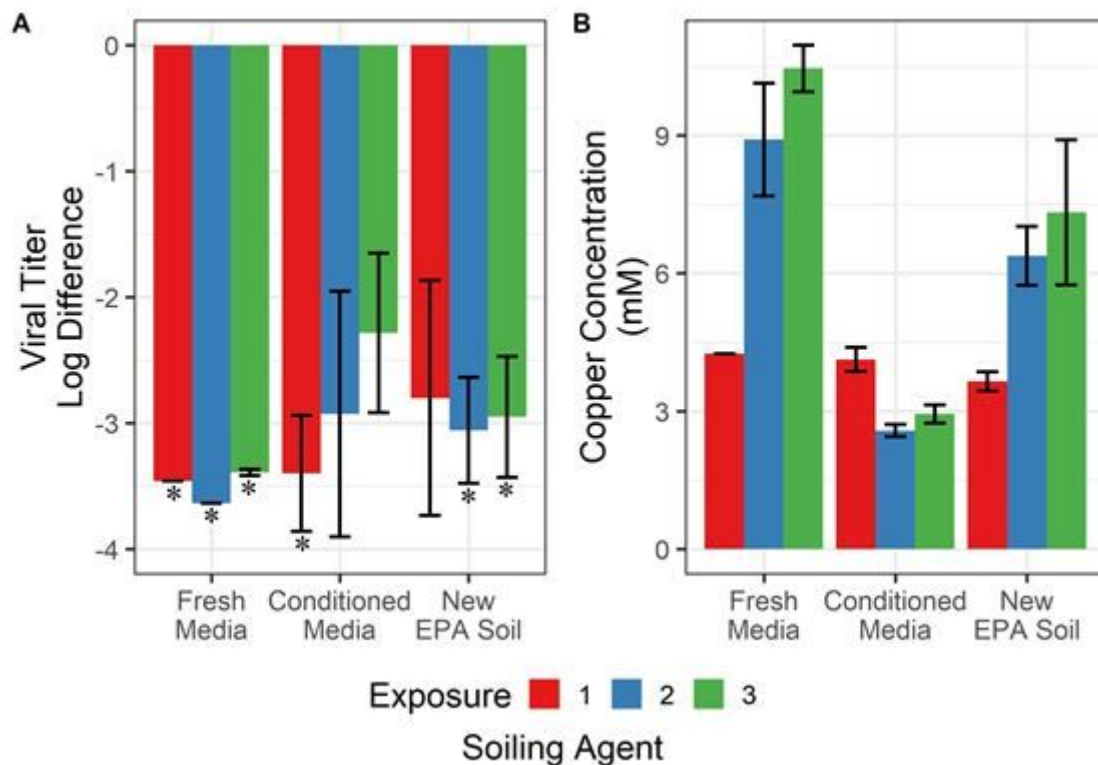 A
B
Viral Titer
Log Difference
0
-1
-2
-3
-4
* * *
*
* *
Fresh
Media
Conditioned
Media
New
EPA Soil
Copper Concentration
(mM)
9
6
3
0
Fresh
Media
Conditioned
Media
New
EPA Soil
Exposure 1 2 3
Soiling Agent